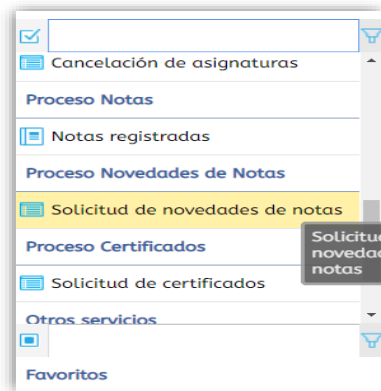 Cancelación de asignaturas
Proceso Notas
Notas registradas
Proceso Novedades de Notas
Solicitud de novedades de notas
Proceso Certificados
Solicitud
novedad
notas
Solicitud de certificados
Otros servicios
Favoritos